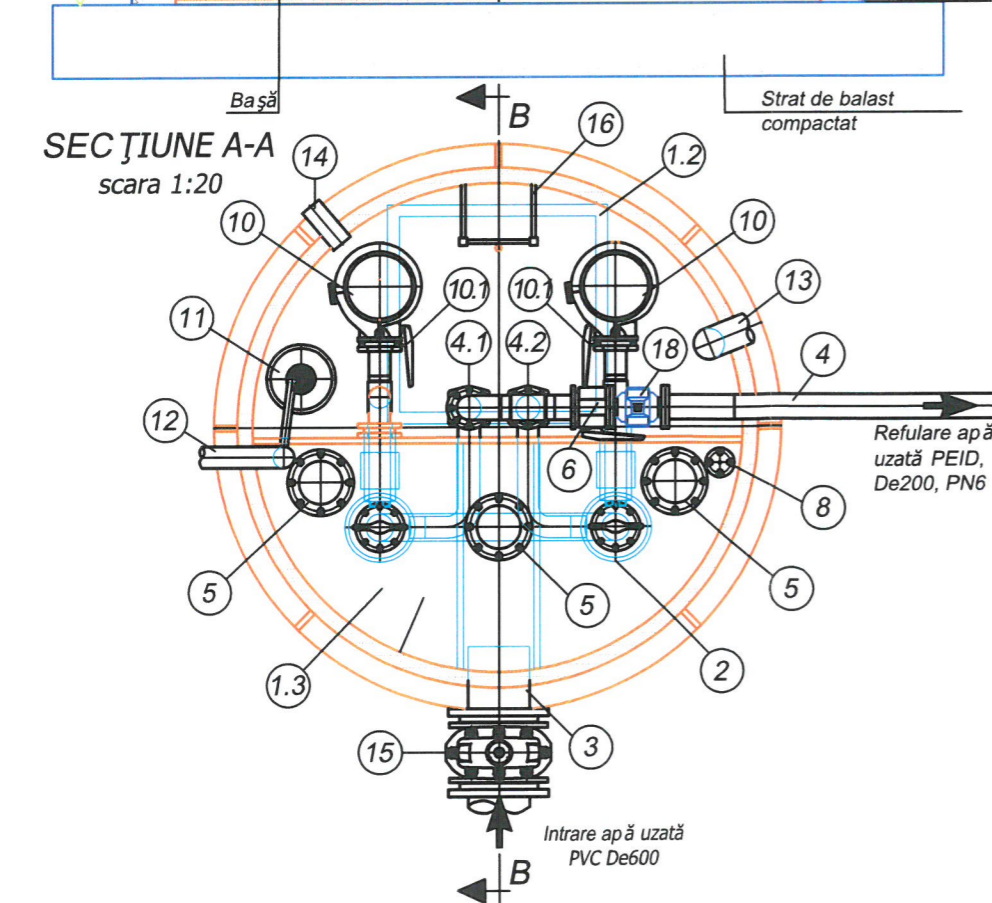 Başă
Strat de balast
compactat
B
SECŢIUNE A-A
scara 1:20
14
16
1.2
10
10
13
10.1
10.1
11
4.1
4.2
18
4
12
Refulare apă
uzată PEID,
De200, PN6
6
8
5
5
5
1.3
2
15
3
Intrare apă uzată
PVC De600
B